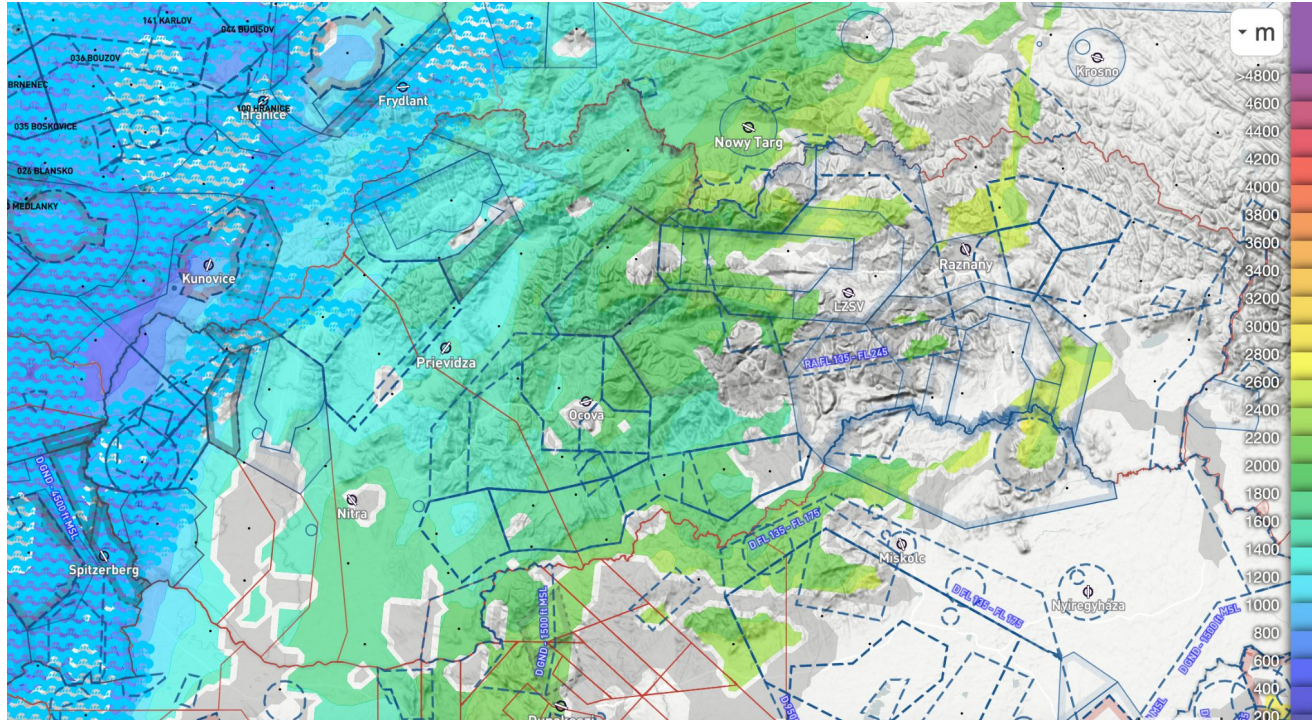 141 KARLOV
044 BUDIŠOV
036 BOUZOV
BRNENEC
Frydlant
100 HRANICE
Hranice
035 BOSKOVICE
026 BLANSKO
MEDLANKY
Kunovice
Nowy Targ
Krosno
Raznany
LZSV
Prievidza
RA FL 135 - FL 245
Ocova
Nitra
D GND - 4500 ft MSL
Spitzerberg
D FL 135 - FL 175
Miskolc
D FL 135 - FL 175
Nyíregyháza
D GND - 1500 ft MSL
D GND - 1500 ft MSL
m
>4800
4600
4400
4200
4000
3800
3600
3400
3200
3000
2800
2600
2400
2200
2000
1800
1600
1400
1200
1000
800
600
400
200